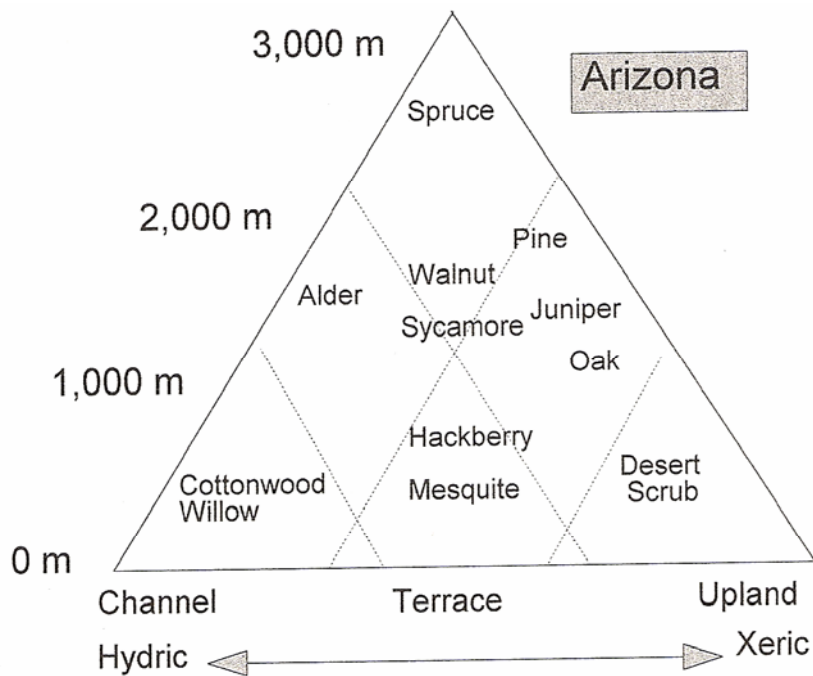 3,000 m
Arizona
Spruce
2,000 m
Pine
Walnut
Alder
Juniper
Sycamore
Oak
1,000 m
Hackberry
Desert
Scrub
Cottonwood
Willow
Mesquite
0 m
Channel
Terrace
Upland
Hydric
Xeric